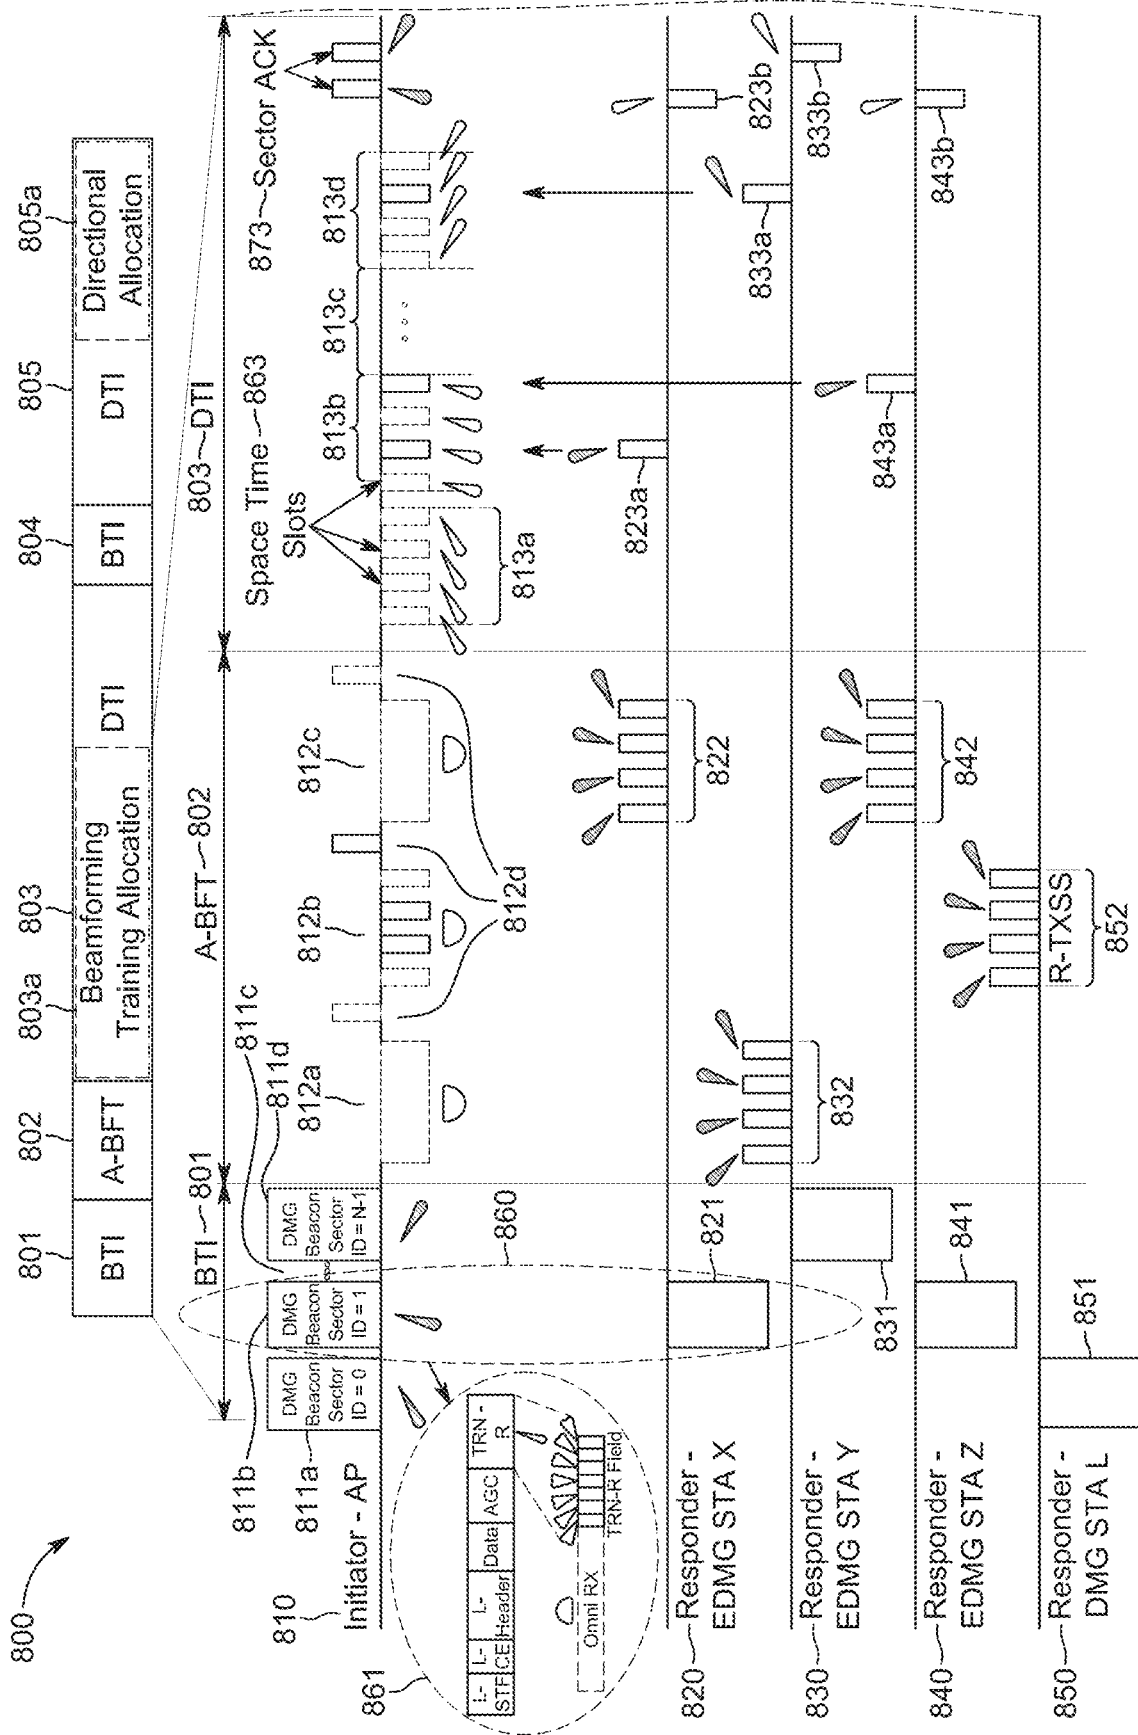 800
801
802
803a
803
804
805
805a
BTI
A-BFT
Beamforming
Training Allocation
DTI
BTI
DTI
Directional
Allocation
BTI
801
A-BFT
802
803
DTI
811b
811a
811c
811d
DMG
Beacon
Sector
ID = 0
DMG
Beacon
Sector
ID = 1
DMG
Beacon
Sector
ID = N-1
810
Initiator - AP
812a
812b
812c
812d
Space Time
863
Slots
813a
813b
813c
813d
873
Sector ACK
861
L-
STF
L-
CE
L-
Header
Data
AGC
TRN -
R
Omni RX
TRN-R Field
860
820
Responder -
EDMG STA X
821
822
823a
823b
830
Responder -
EDMG STA Y
831
832
833a
833b
840
Responder -
EDMG STA Z
841
842
843a
843b
850
Responder -
DMG STA L
851
R-TXSS
852